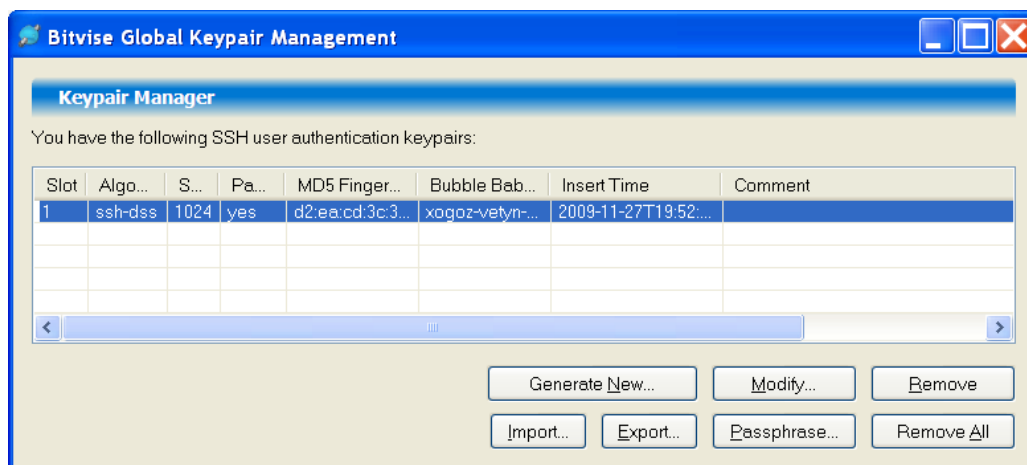 Bitvise Global Keypair Management
Keypair Manager
You have the following SSH user authentication keypairs:
Slot Algo... S... Pa... MD5 Finger... Bubble Bab... Insert Time Comment
1 ssh-dss 1024 yes d2:ea:cd:3c:3... xogoz-vetyn-... 2009-11-27T19:52:...
Generate New... Modify... Remove
Import... Export... Passphrase... Remove All